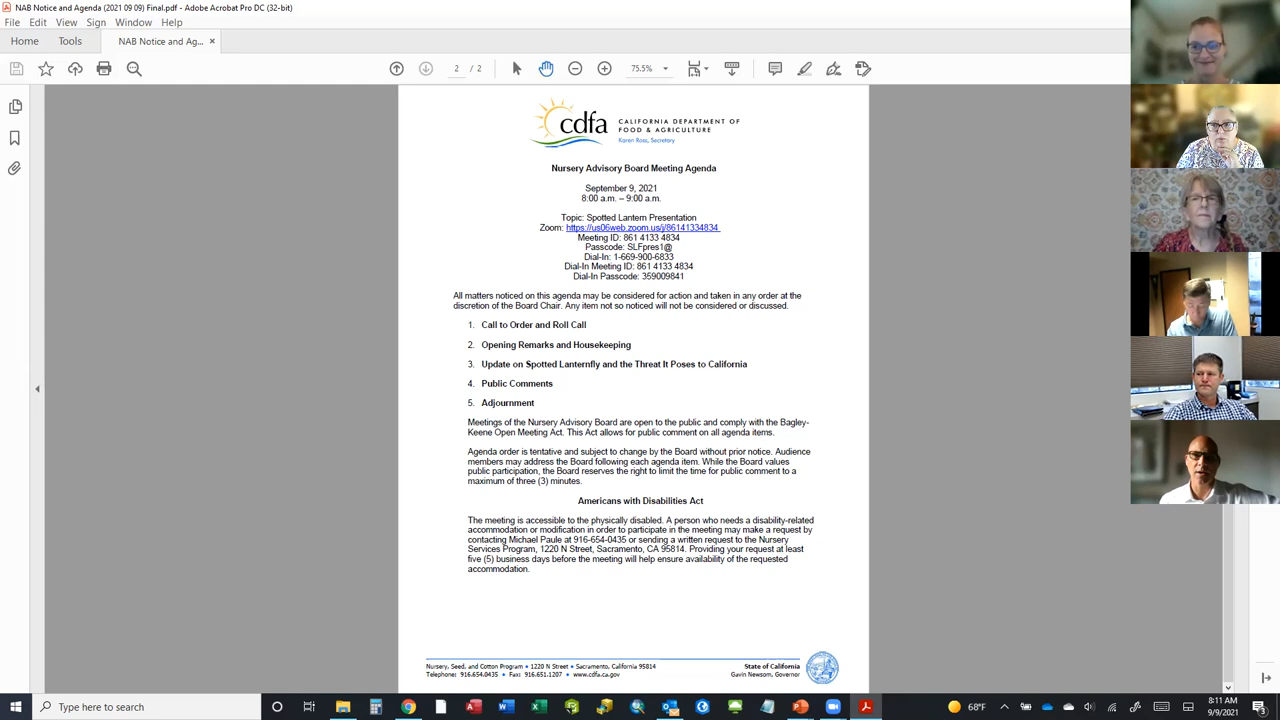 NAB Notice and Agenda (2021 09 09) Final.pdf - Adobe Acrobat Pro DC (32-bit)
File Edit View Sign Window Help
Home Tools NAB Notice and Ag... ×
2 / 2 75.5%
cdfa
CALIFORNIA DEPARTMENT OF
FOOD & AGRICULTURE
Karen Ross, Secretary
Nursery Advisory Board Meeting Agenda
September 9, 2021
8:00 a.m. – 9:00 a.m.
Topic: Spotted Lantern Presentation
Zoom: https://us06web.zoom.us/j/86141334834
Meeting ID: 861 4133 4834
Passcode: SLFpres1@
Dial-In: 1-669-900-6833
Dial-In Meeting ID: 861 4133 4834
Dial-In Passcode: 359009841
All matters noticed on this agenda may be considered for action and taken in any order at the
discretion of the Board Chair. Any item not so noticed will not be considered or discussed.
1. Call to Order and Roll Call
2. Opening Remarks and Housekeeping
3. Update on Spotted Lanternfly and the Threat It Poses to California
4. Public Comments
5. Adjournment
Meetings of the Nursery Advisory Board are open to the public and comply with the Bagley-
Keene Open Meeting Act. This Act allows for public comment on all agenda items.
Agenda order is tentative and subject to change by the Board without prior notice. Audience
members may address the Board following each agenda item. While the Board values
public participation, the Board reserves the right to limit the time for public comment to a
maximum of three (3) minutes.
Americans with Disabilities Act
The meeting is accessible to the physically disabled. A person who needs a disability-related
accommodation or modification in order to participate in the meeting may make a request by
contacting Michael Paule at 916-654-0435 or sending a written request to the Nursery
Services Program, 1220 N Street, Sacramento, CA 95814. Providing your request at least
five (5) business days before the meeting will help ensure availability of the requested
accommodation.
Nursery, Seed, and Cotton Program • 1220 N Street • Sacramento, California 95814
Telephone: 916.654.0435 • Fax: 916.651.1207 • www.cdfa.ca.gov
State of California
Gavin Newsom, Governor
Type here to search
68°F
8:11 AM
9/9/2021